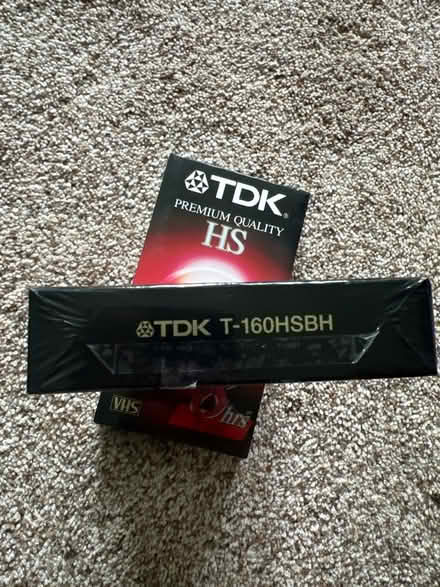 TDK
PREMIUM QUALITY
HS
TDK T-160HSBH
VHS
hrs